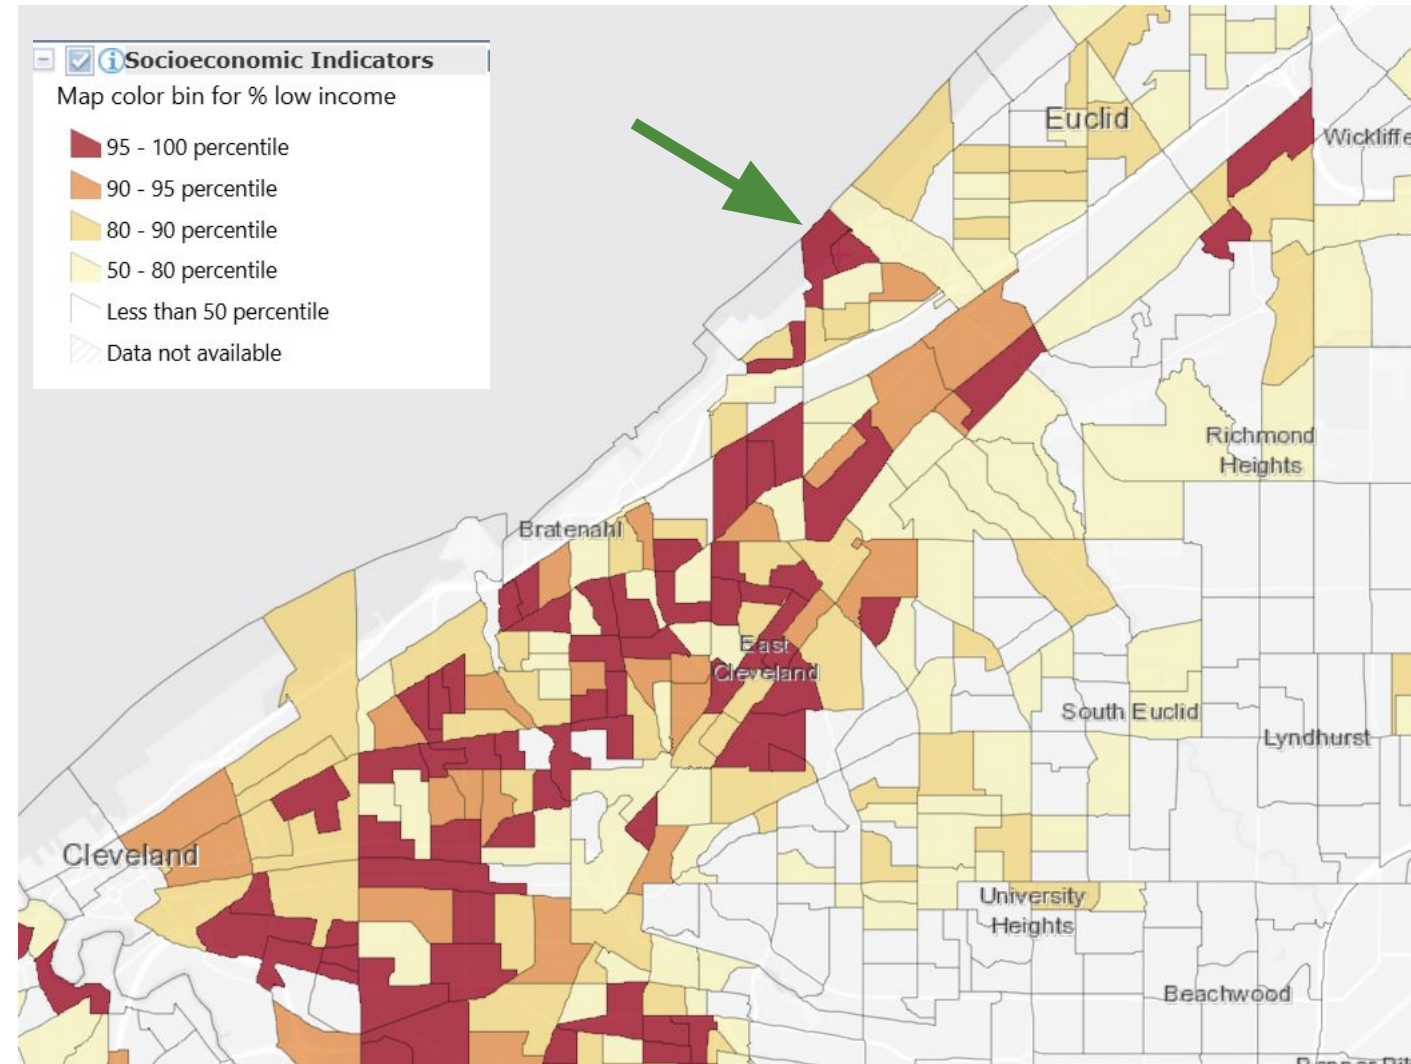 Socioeconomic Indicators
Map color bin for % low income
95 - 100 percentile
90 - 95 percentile
80 - 90 percentile
50 - 80 percentile
Less than 50 percentile
Data not available
Euclid
Wickliffe
Richmond
Heights
Bratenahl
East
Cleveland
South Euclid
Lyndhurst
Cleveland
University
Heights
Beachwood